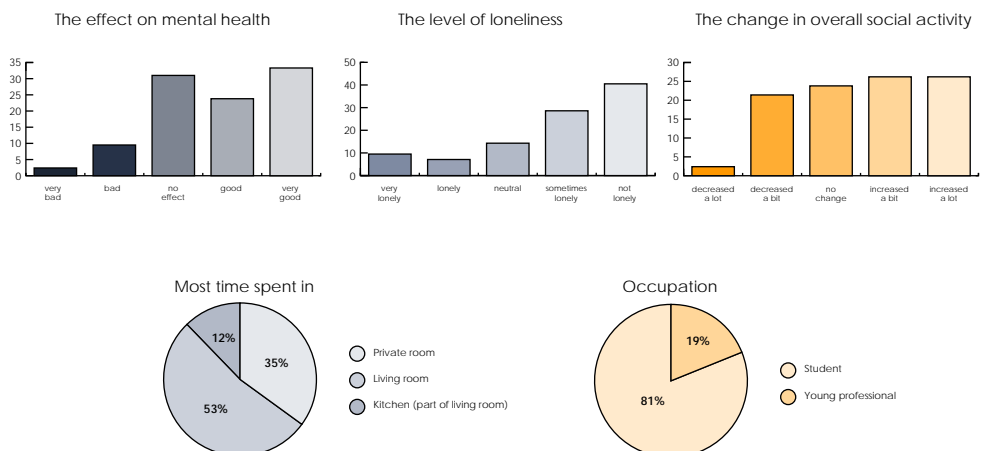 The effect on mental health
35
30
25
20
15
10
5
0
very
bad
bad
no
effect
good
very
good
The level of loneliness
50
40
30
20
10
0
very
lonely
lonely
neutral
sometimes
lonely
not
lonely
The change in overall social activity
30
25
20
15
10
5
0
decreased
a lot
decreased
a bit
no
change
increased
a bit
increased
a lot
Most time spent in
12%
35%
53%
Private room
Living room
Kitchen (part of living room)
Occupation
19%
81%
Student
Young professional